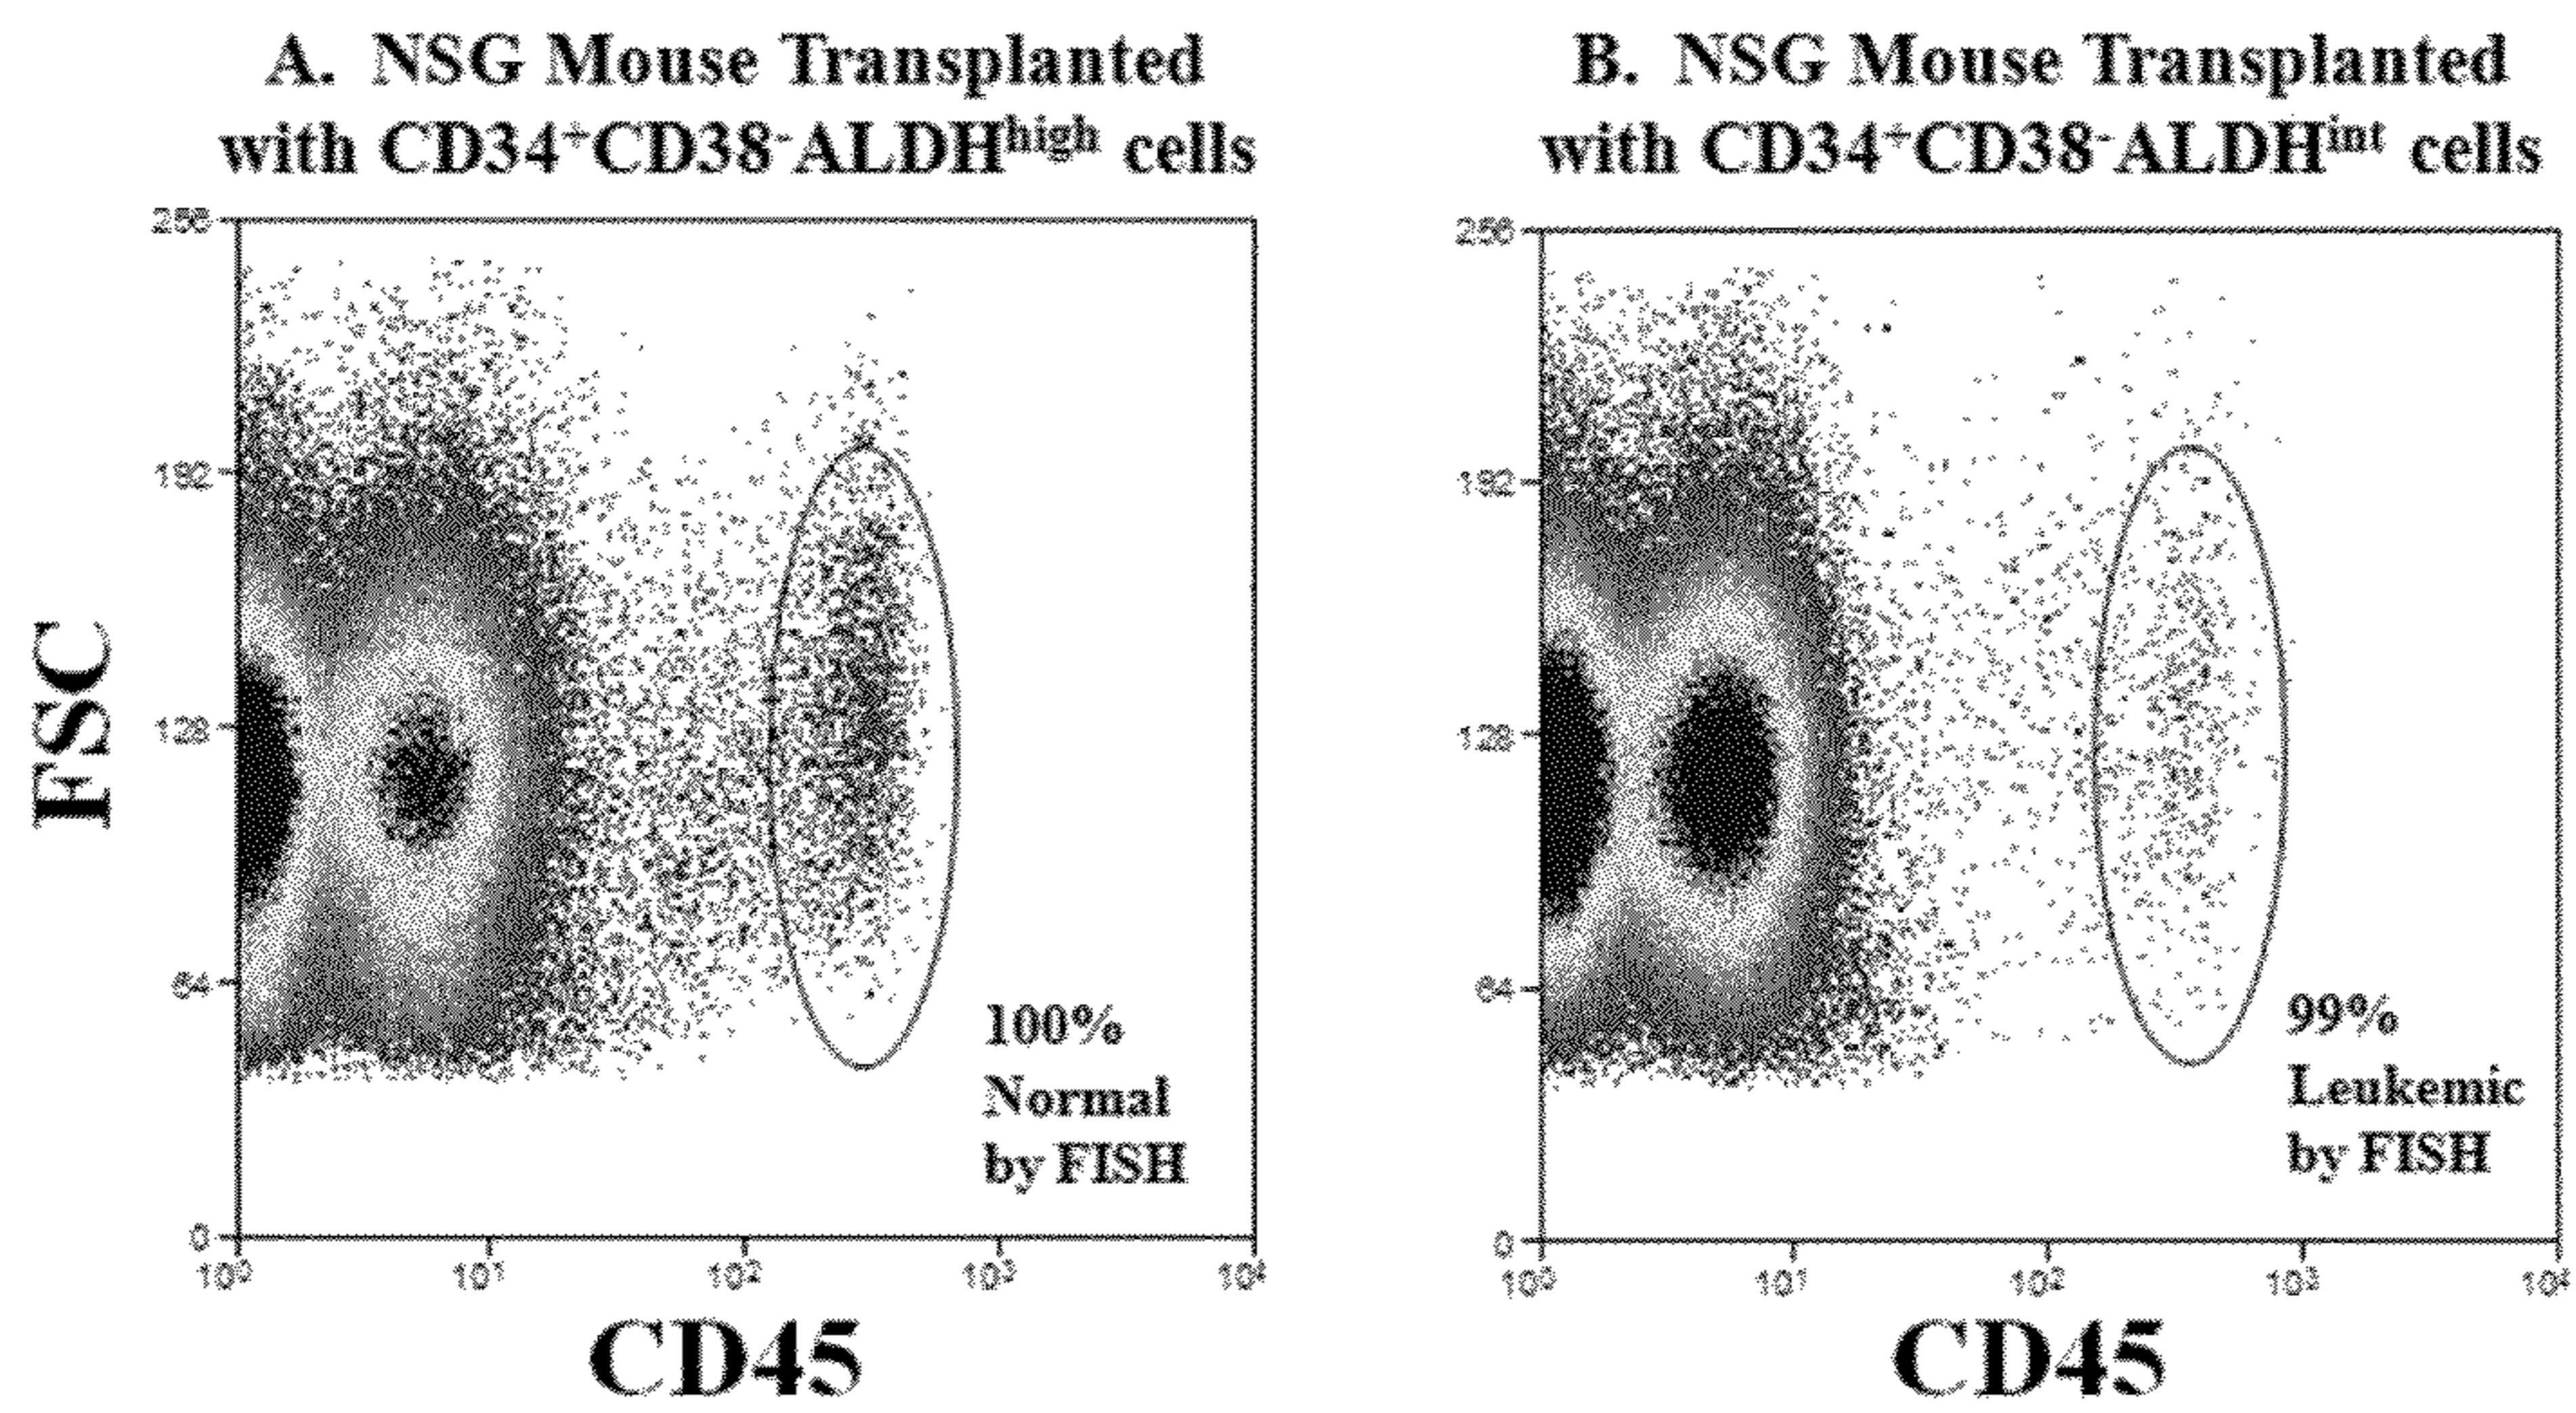 A. NSG Mouse Transplanted
with CD34⁺CD38⁻ALDHʰⁱᵍʰ cells
256
192
128
64
0
10⁰ 10¹ 10² 10³ 10⁴
FSC
CD45
100%
Normal
by FISH
B. NSG Mouse Transplanted
with CD34⁺CD38⁻ALDHⁱⁿᵗ cells
256
192
128
64
0
10⁰ 10¹ 10² 10³ 10⁴
CD45
99%
Leukemic
by FISH